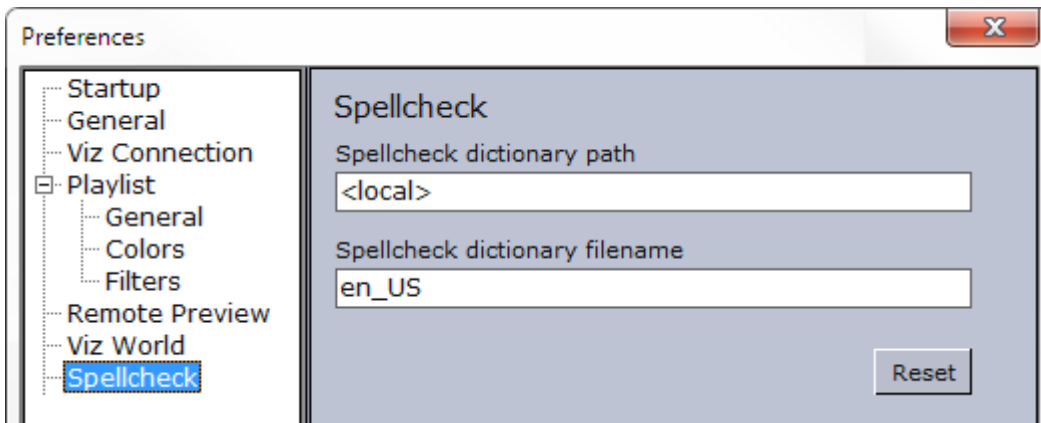 Preferences
Startup
General
Viz Connection
Playlist
General
Colors
Filters
Remote Preview
Viz World
Spellcheck
Spellcheck
Spellcheck dictionary path
<local>
Spellcheck dictionary filename
en_US
Reset